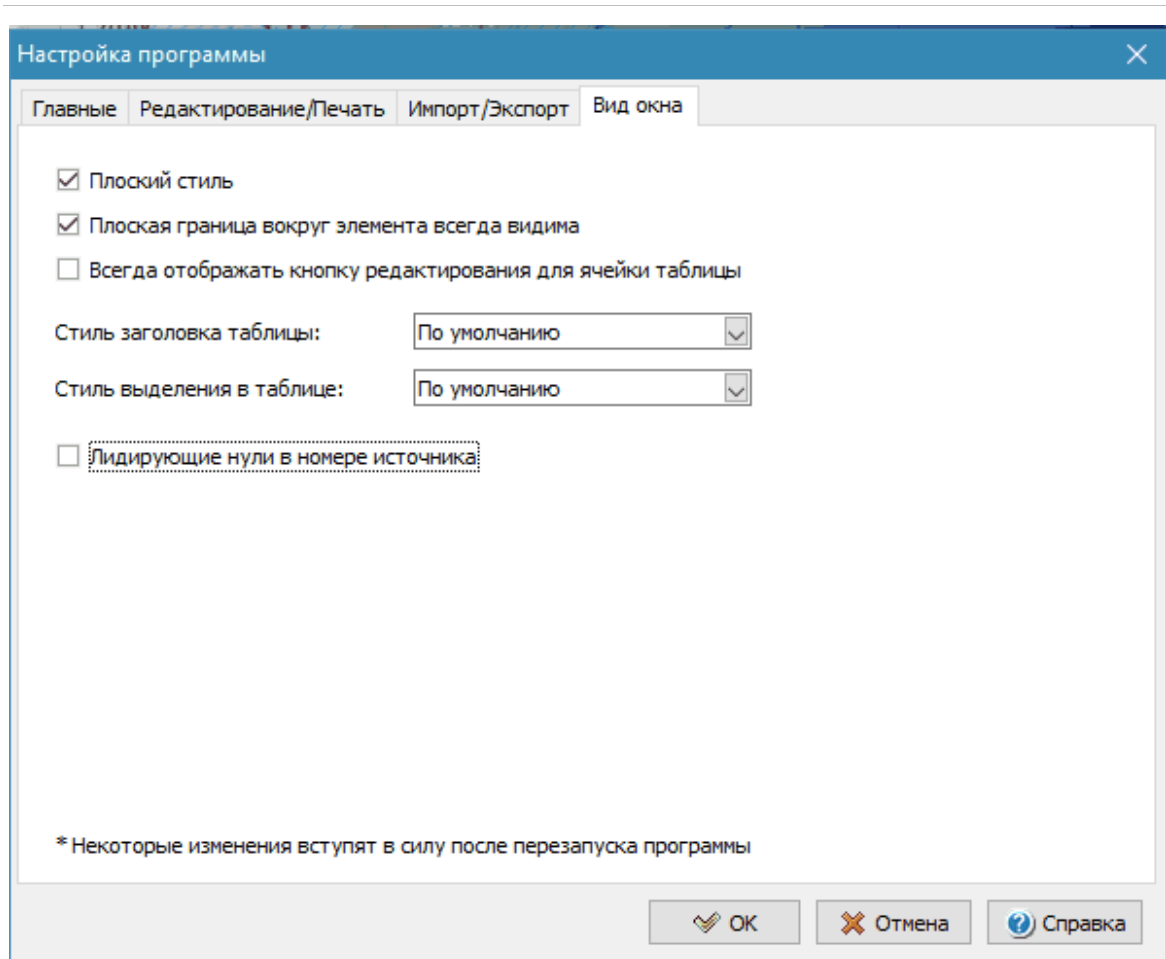 Настройка программы
Главные Редактирование/Печать Импорт/Экспорт Вид окна
Плоский стиль
Плоская граница вокруг элемента всегда видима
Всегда отображать кнопку редактирования для ячейки таблицы
Стиль заголовка таблицы: По умолчанию
Стиль выделения в таблице: По умолчанию
Лидирующие нули в номере источника
* Некоторые изменения вступят в силу после перезапуска программы
OK Отмена Справка